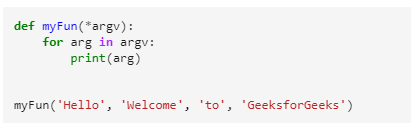 def myFun(*argv):
    for arg in argv:
        print(arg)
myFun('Hello', 'Welcome', 'to', 'GeeksforGeeks')